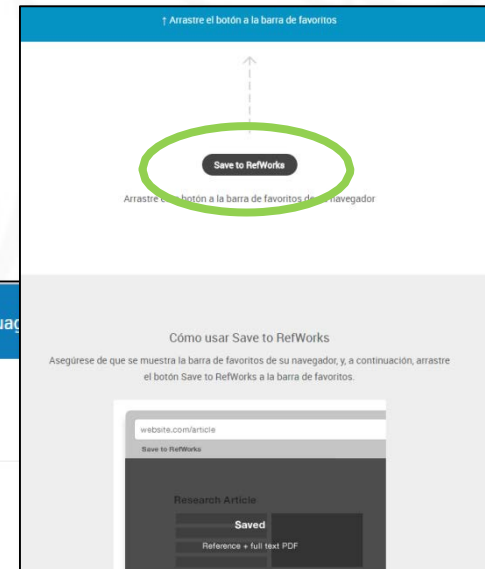 ↑ Arrastre el botón a la barra de favoritos
Save to RefWorks
Arrastre botón a la barra de favoritos de navegador
Cómo usar Save to RefWorks
Asegúrese de que se muestra la barra de favoritos de su navegador, y, a continuación, arrastre
el botón Save to RefWorks a la barra de favoritos.
website.com/article
Save to RefWorks
Research Article
Saved
Reference + full text PDF